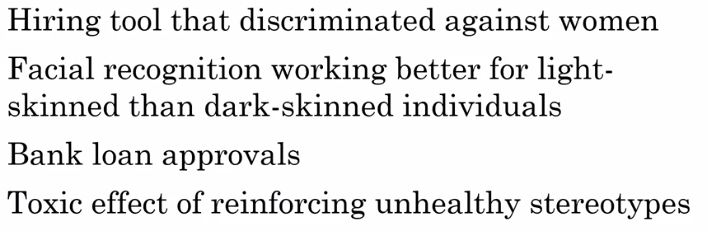 Hiring tool that discriminated against women
Facial recognition working better for light-
skinned than dark-skinned individuals
Bank loan approvals
Toxic effect of reinforcing unhealthy stereotypes